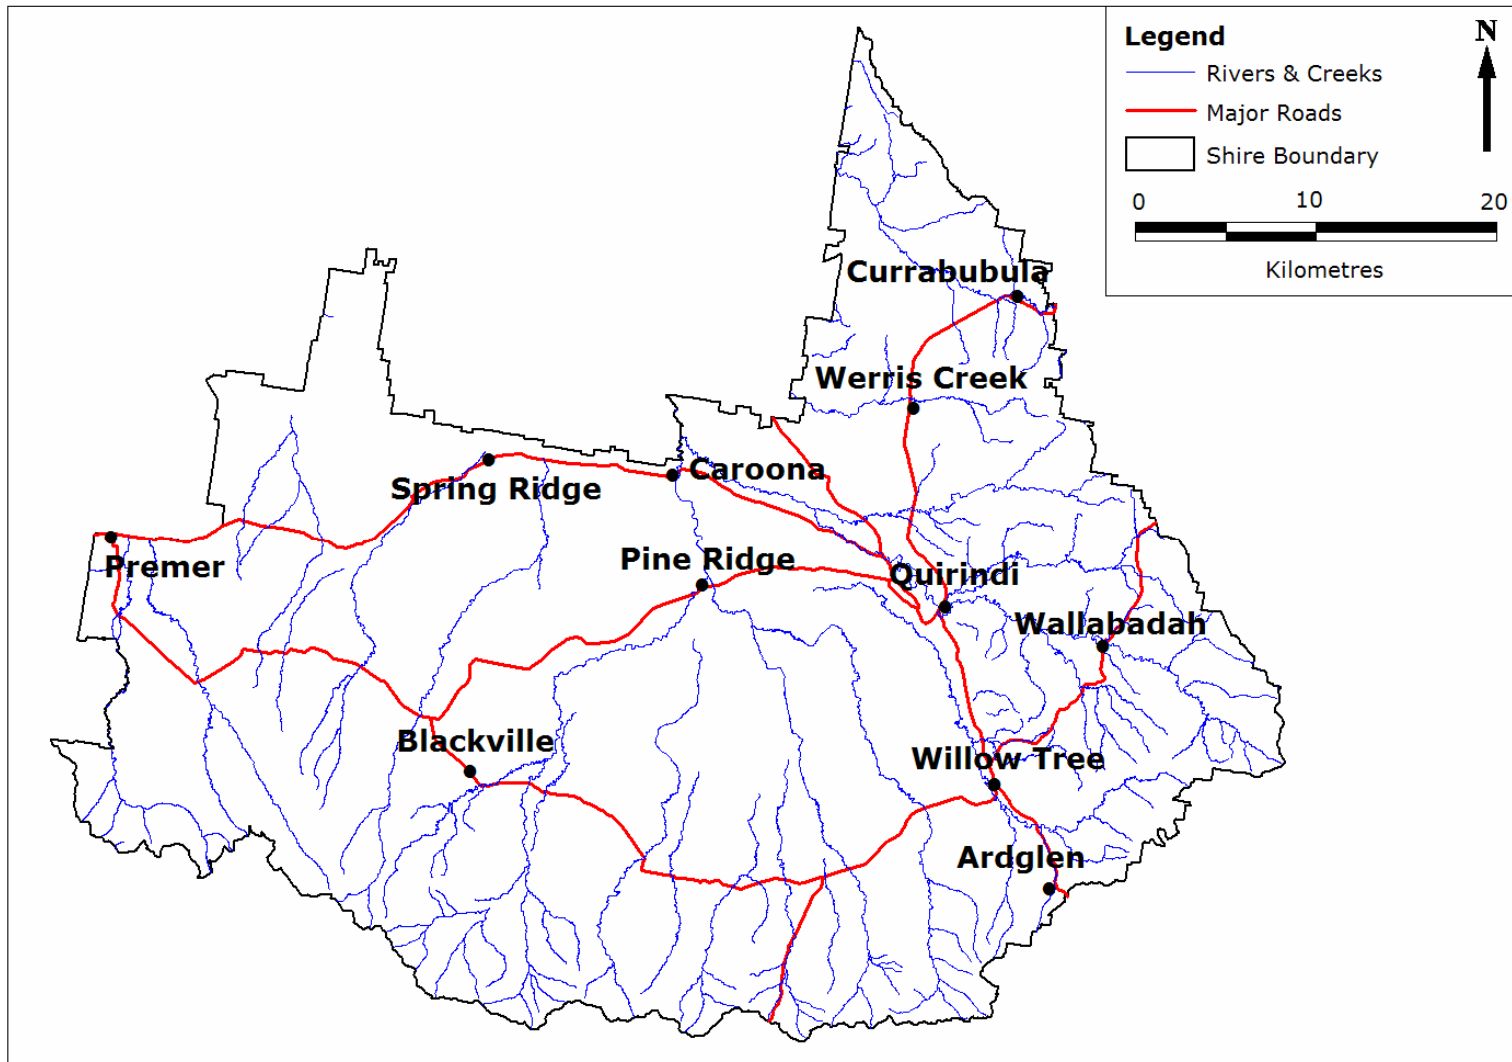 Legend
N
Rivers & Creeks
Major Roads
Shire Boundary
0 10 20
Kilometres
Currabubula
Werris Creek
Caroona
Spring Ridge
Pine Ridge
Premer
Quirindi
Wallabadah
Blackville
Willow Tree
Ardglen